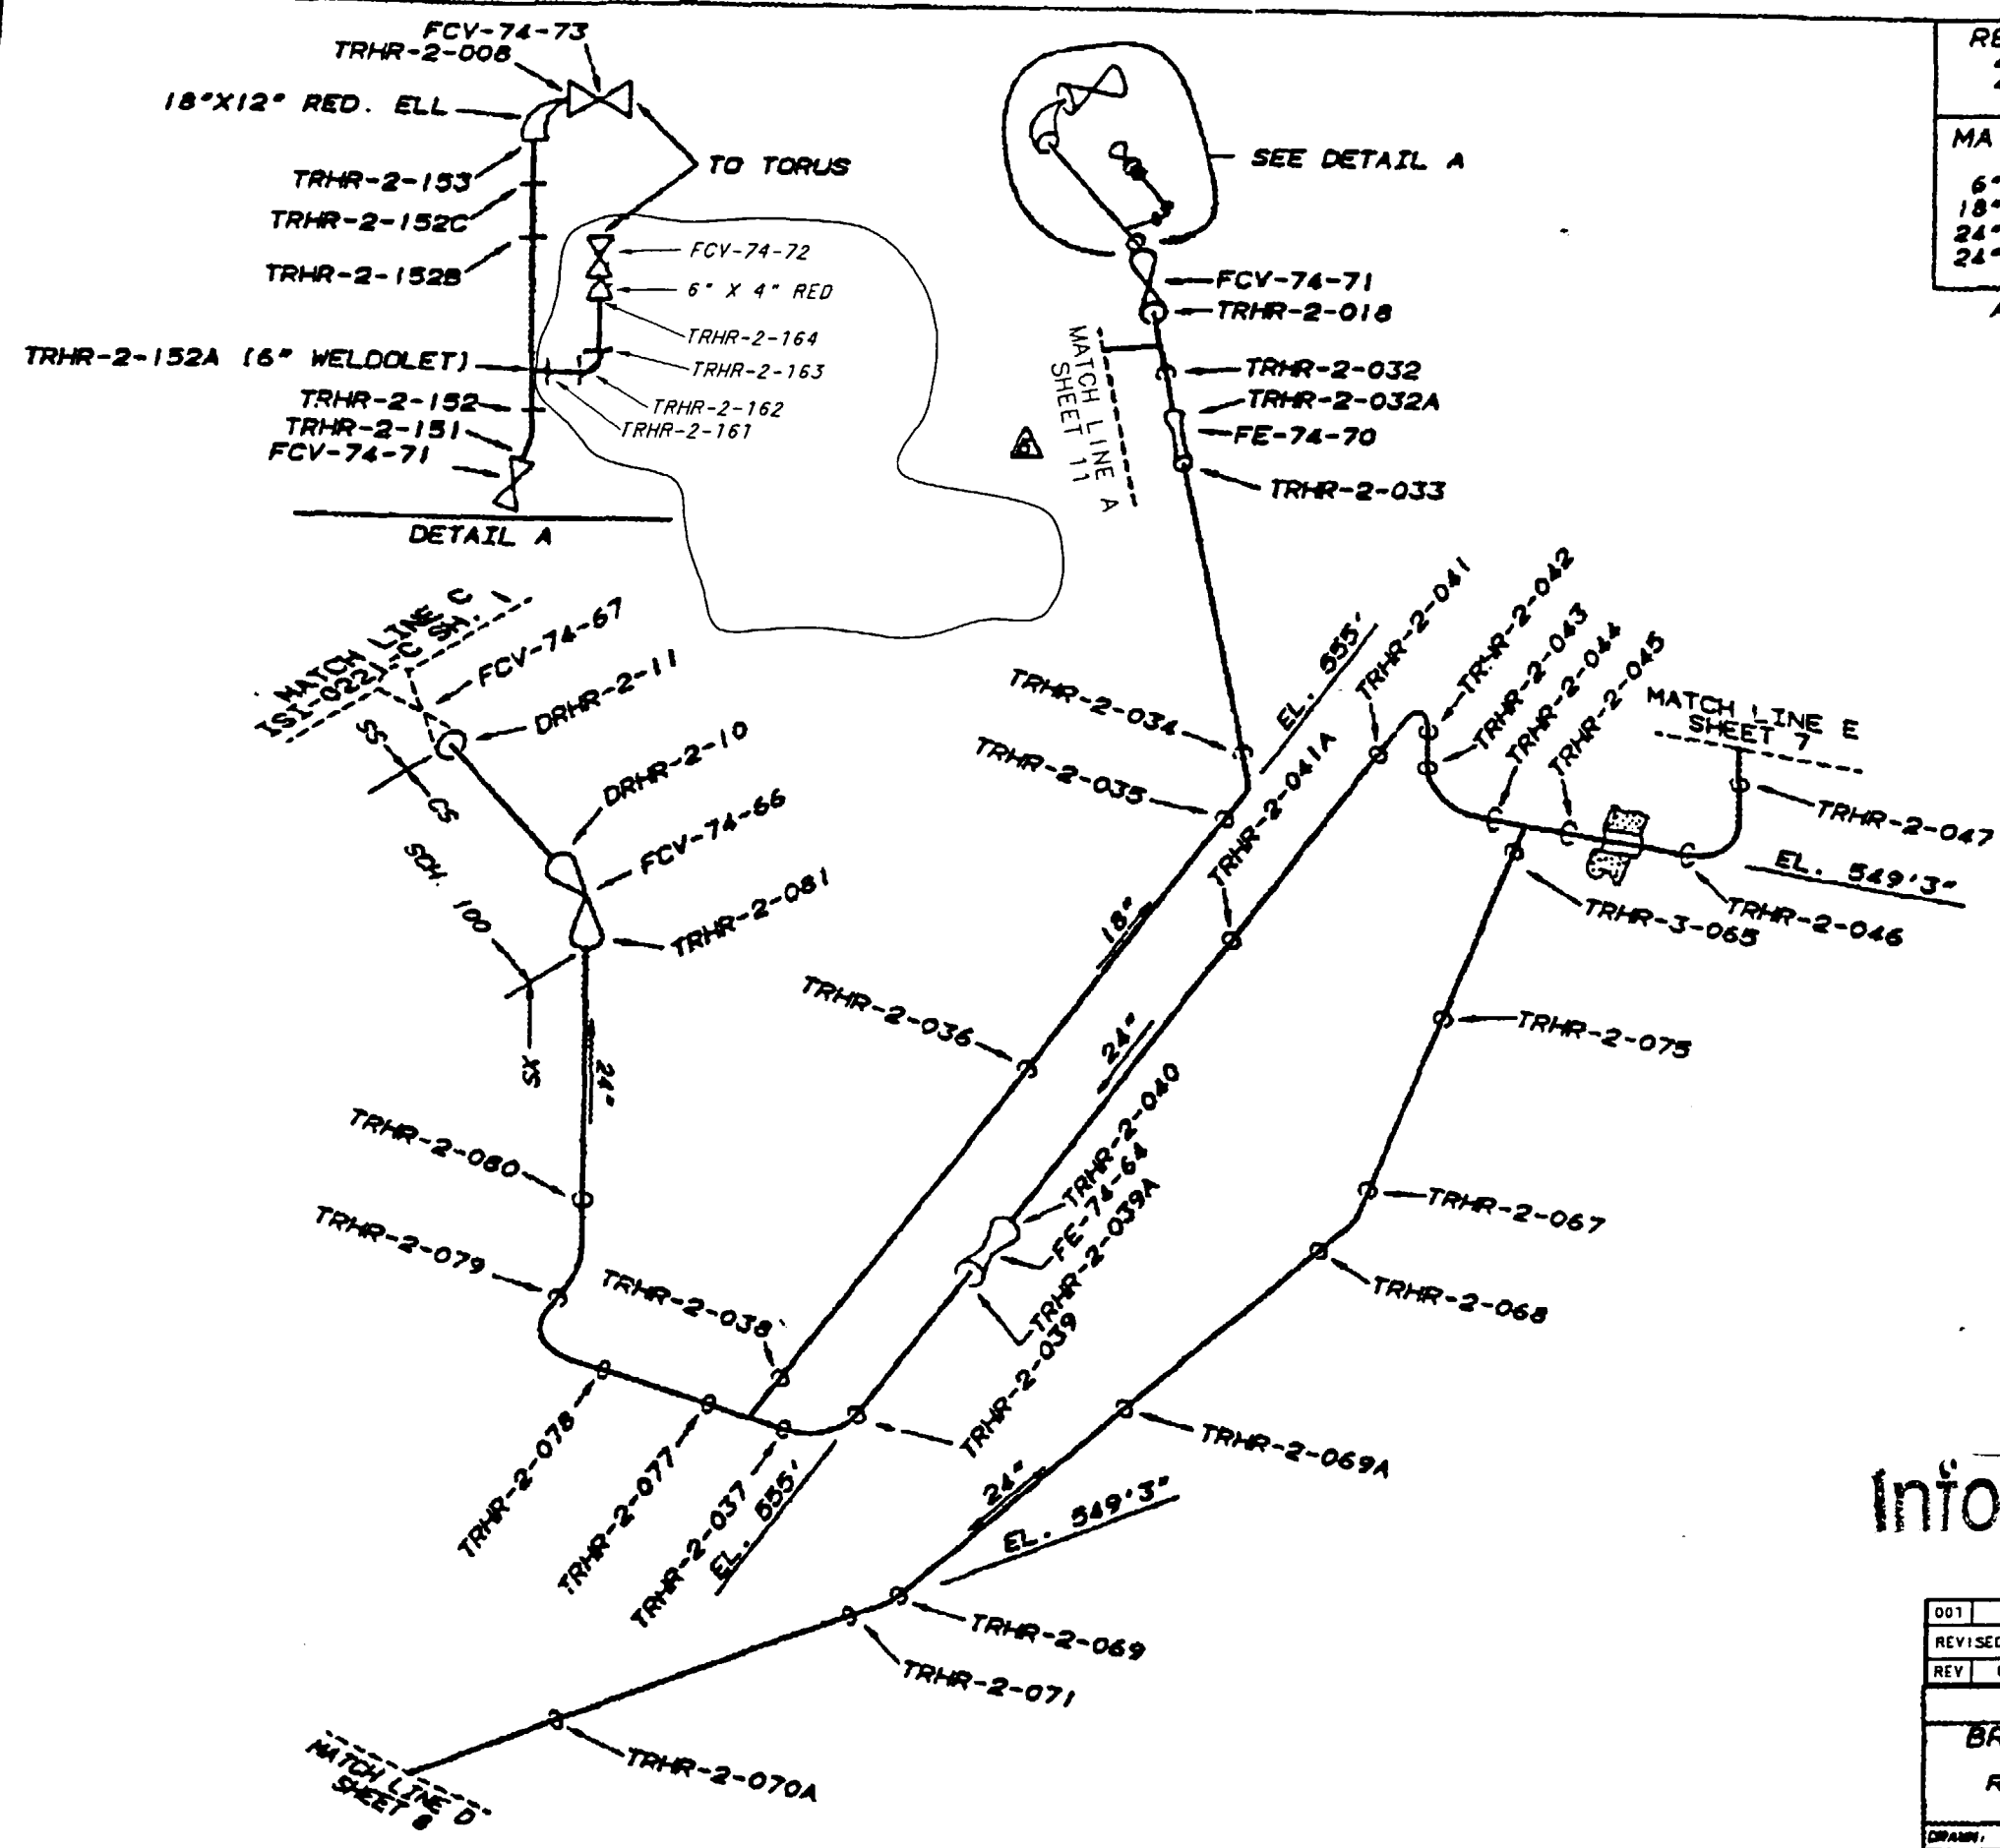 FCV-74-73
TRHR-2-008
18"X12" RED. ELL
TO TORUS
TRHR-2-153
TRHR-2-152C
TRHR-2-152B
FCV-74-72
6" X 4" RED
TRHR-2-164
TRHR-2-163
TRHR-2-152A (6" WELDOLET)
TRHR-2-162
TRHR-2-161
TRHR-2-152
TRHR-2-151
FCV-74-71
DETAIL A
SEE DETAIL A
FCV-74-71
TRHR-2-018
MATCH LINE A
SHEET 11
TRHR-2-032
TRHR-2-032A
FE-74-70
TRHR-2-033
6"
18"
24"
24"
MATCH LINE C
ISI-0221-C SH. 1
FCV-74-67
DRHR-2-11
SS
CS
DRHR-2-10
FCV-74-66
SCH. 100
TRHR-2-081
XS
24"
TRHR-2-080
TRHR-2-079
TRHR-2-034
EL. 555'
TRHR-2-035
TRHR-2-041
TRHR-2-041A
TRHR-2-042
TRHR-2-043
TRHR-2-044
TRHR-2-045
MATCH LINE E
SHEET 7
TRHR-2-047
EL. 549'3"
TRHR-2-046
TRHR-3-065
18"
TRHR-2-036
24"
TRHR-2-075
TRHR-2-040
FE-74-64
TRHR-2-039A
TRHR-2-039
TRHR-2-067
TRHR-2-068
TRHR-2-038
TRHR-2-078
TRHR-2-077
TRHR-2-037
EL. 555'
TRHR-2-069A
24"
EL. 549'3"
TRHR-2-069
TRHR-2-071
TRHR-2-070A
MATCH LINE D
SHEET 8
001
REVISED
REV
DRAWN: